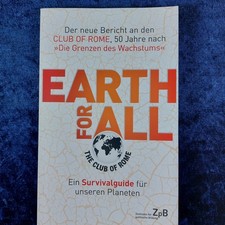 Der neue Bericht an den
CLUB OF ROME, 50 Jahre nach
»Die Grenzen des Wachstums«
EARTH
FOR
ALL
THE CLUB OF ROME
Ein Survivalguide für
unseren Planeten
ZpB